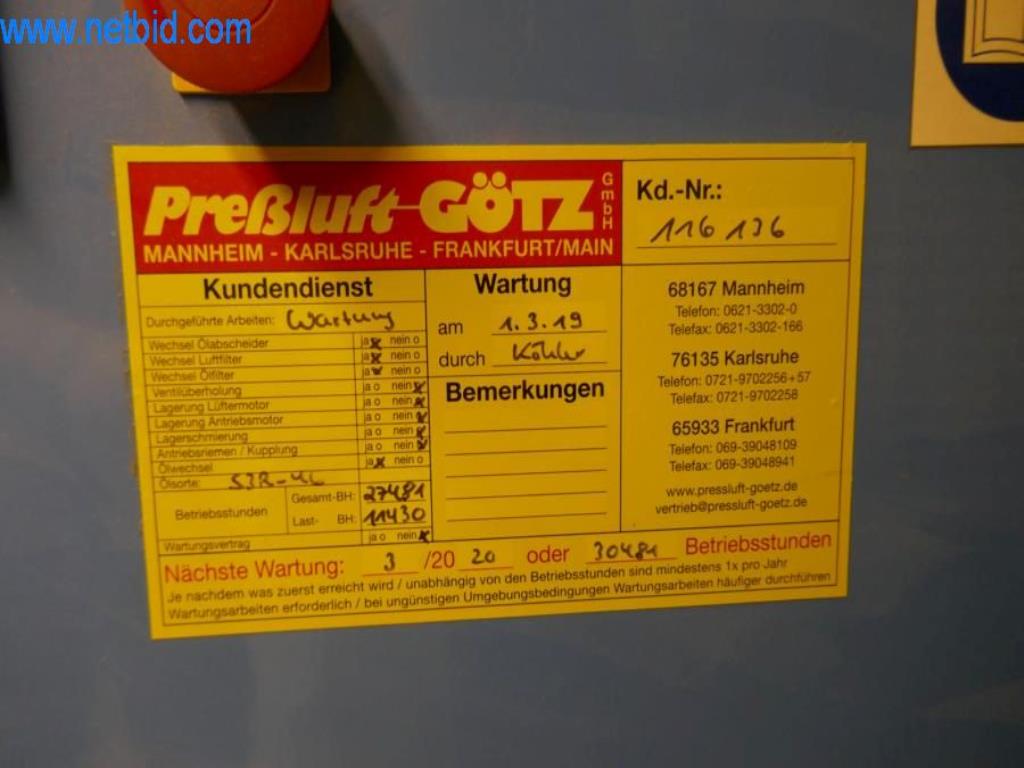 www.netbid.com
Preßluft-GÖTZ GmbH
MANNHEIM - KARLSRUHE - FRANKFURT/MAIN
Kd.-Nr.:
116 136
Kundendienst
Durchgeführte Arbeiten: Wartung
Wechsel Ölabscheider ja x nein o
Wechsel Luftfilter ja x nein o
Wechsel Ölfilter ja x nein o
Ventilüberholung ja o nein x
Lagerung Lüftermotor ja o nein x
Lagerung Antriebsmotor ja o nein x
Lagerschmierung ja o nein x
Antriebsriemen / Kupplung ja o nein x
Ölwechsel ja x nein o
Ölsorte:
Betriebsstunden
Gesamt-BH: 27481
Last- BH: 11430
Wartungsvertrag ja o nein x
Wartung
am 1.3.19
durch Köhler
Bemerkungen
68167 Mannheim
Telefon: 0621-3302-0
Telefax: 0621-3302-166
76135 Karlsruhe
Telefon: 0721-9702256+57
Telefax: 0721-9702258
65933 Frankfurt
Telefon: 069-39048109
Telefax: 069-39048941
www.pressluft-goetz.de
vertrieb@pressluft-goetz.de
Nächste Wartung: 3 /20 20 oder 30481 Betriebsstunden
Je nachdem was zuerst erreicht wird / unabhängig von den Betriebsstunden sind mindestens 1x pro Jahr
Wartungsarbeiten erforderlich / bei ungünstigen Umgebungsbedingungen Wartungsarbeiten häufiger durchführen